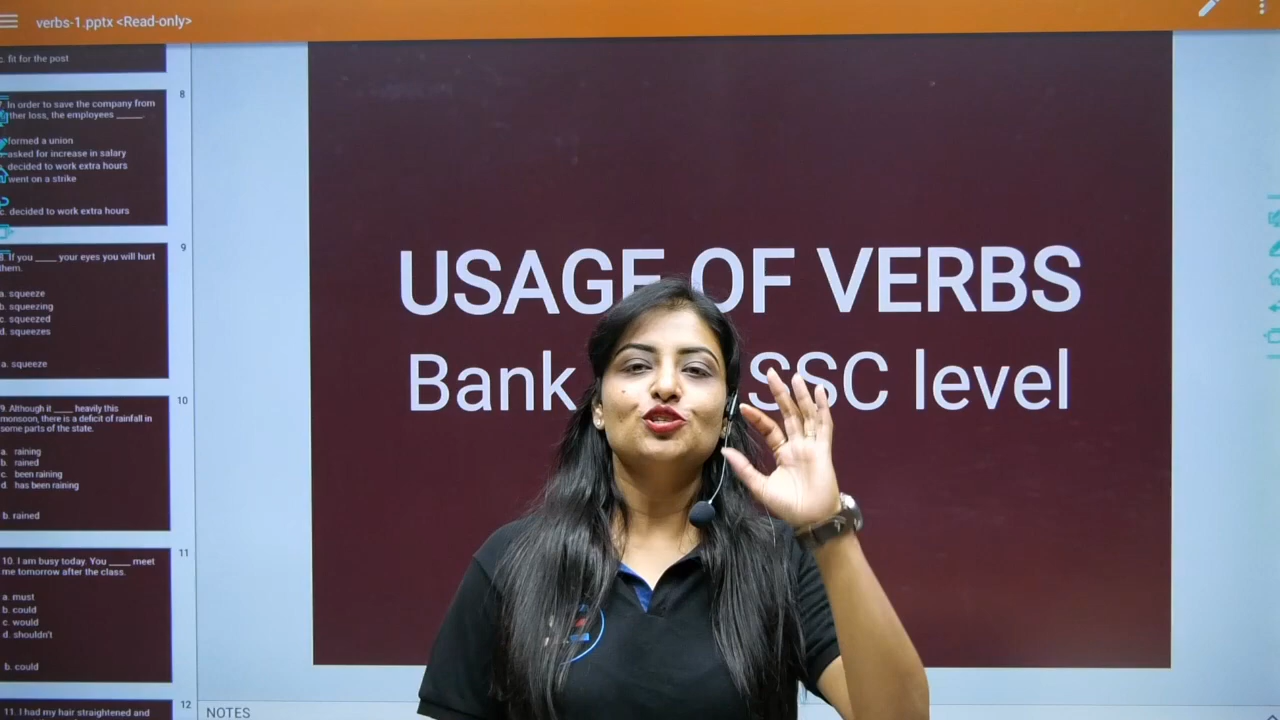 verbs-1.pptx <Read-only>
c. fit for the post
8
In order to save the company from
loss, the employees _____.
formed a union
asked for increase in salary
decided to work extra hours
went on a strike
c. decided to work extra hours
9
8. If you ____ your eyes you will hurt
them.
a. squeeze
b. squeezing
c. squeezed
d. squeezes
a. squeeze
10
9. Although it ____ heavily this
monsoon, there is a deficit of rainfall in
some parts of the state.
a. raining
b. rained
c. been raining
d. has been raining
b. rained
11
10. I am busy today. You ____ meet
me tomorrow after the class.
a. must
b. could
c. would
d. shouldn't
b. could
12
11. I had my hair straightened and
USAGE OF VERBS
Bank SSC level
NOTES